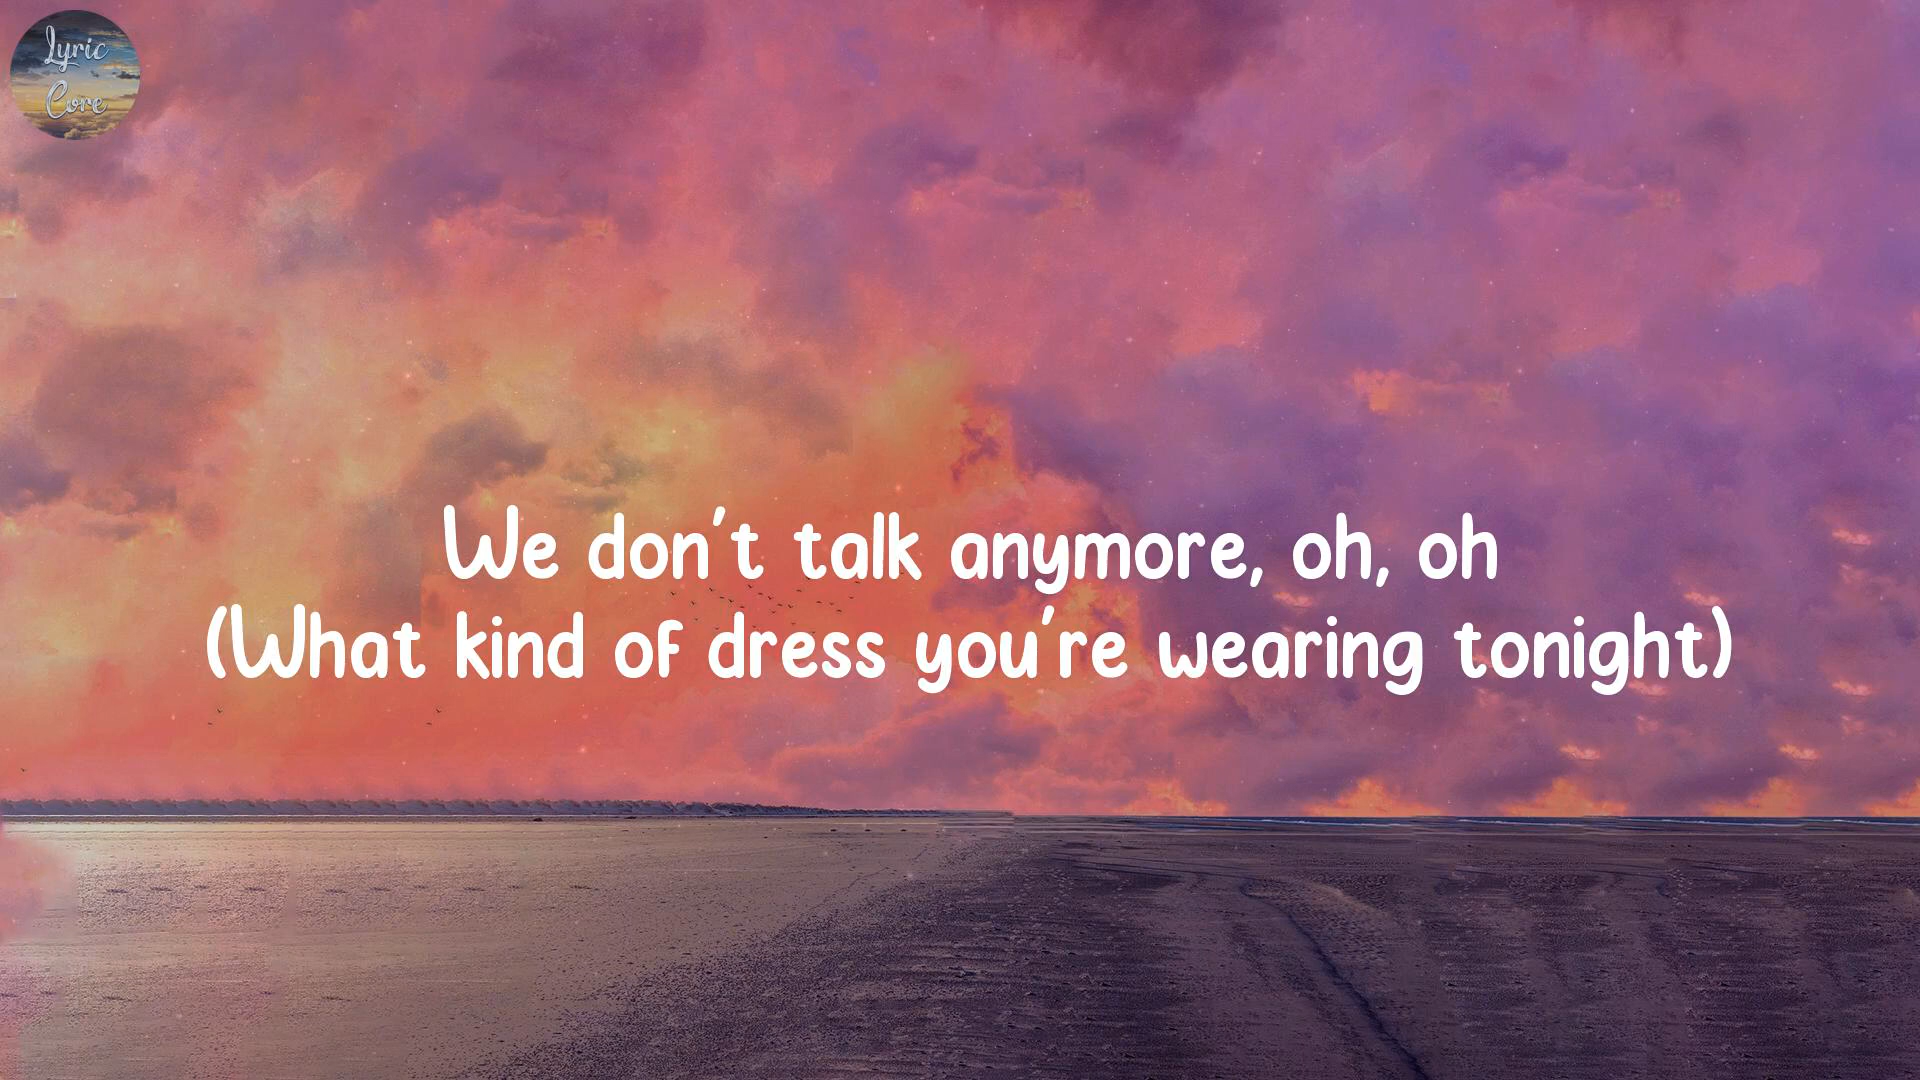 Lyric
Core
We don't talk anymore, oh, oh
(What kind of dress you're wearing tonight)